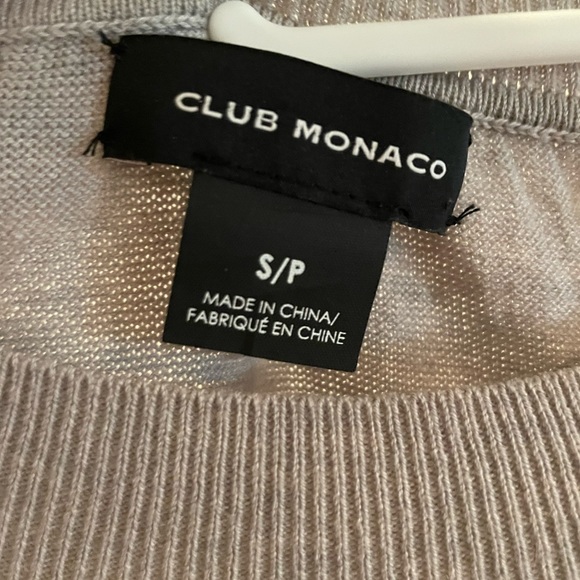 CLUB MONACO
S/P
MADE IN CHINA/
FABRIQUÉ EN CHINE